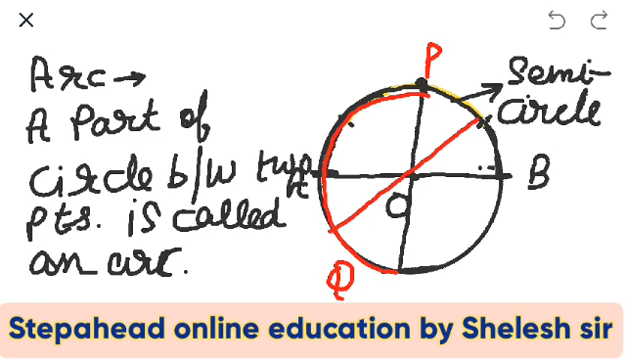 Arc →
A Part of
Circle b/w two
pts. is called
an arc.
P
Semi-
Circle
A
B
O
Q
Stepahead online education by Shelesh sir